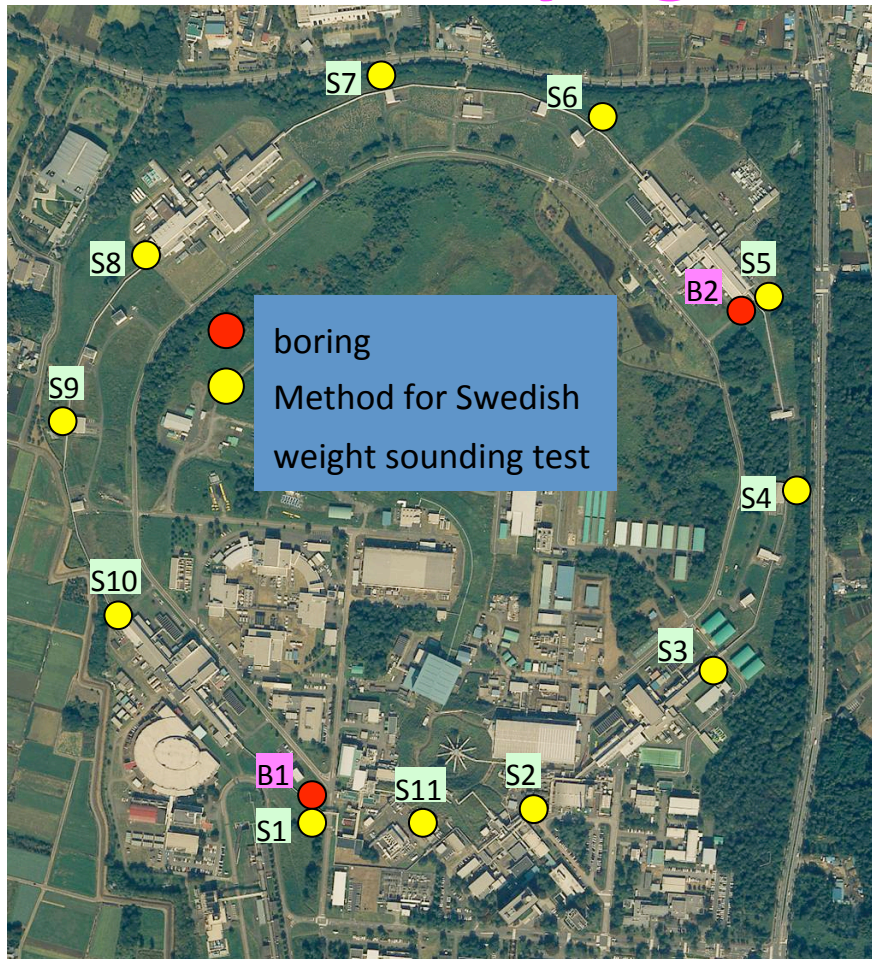 S7
S6
S8
S5
B2
boring
Method for Swedish
weight sounding test
S9
S4
S10
S3
B1
S11
S2
S1